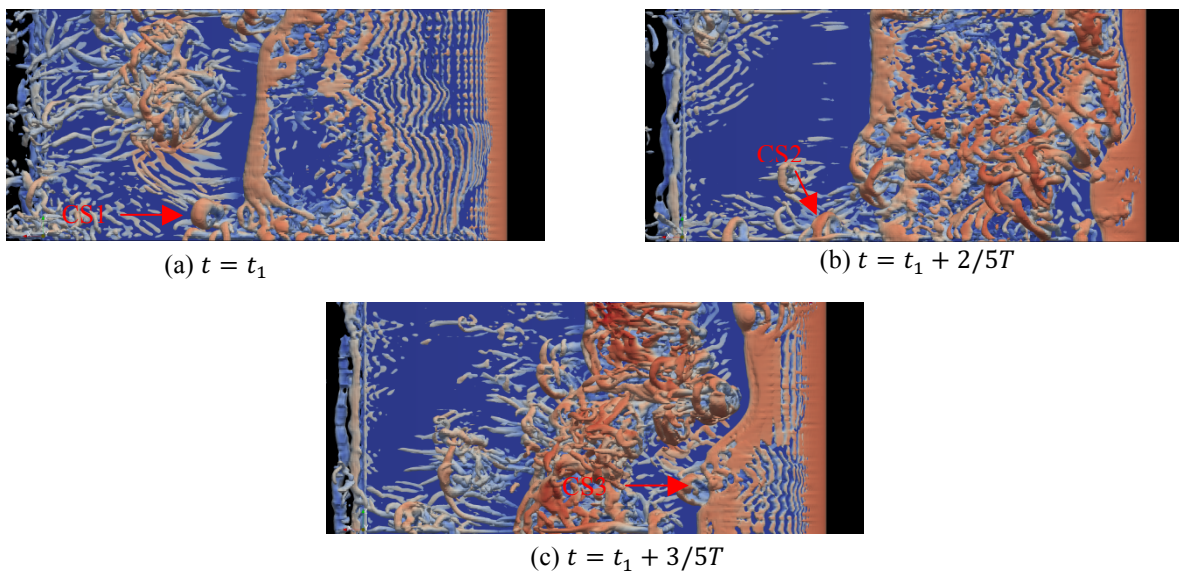 CS1
(a) t = t₁
CS2
(b) t = t₁ + 2/5T
CS3
(c) t = t₁ + 3/5T